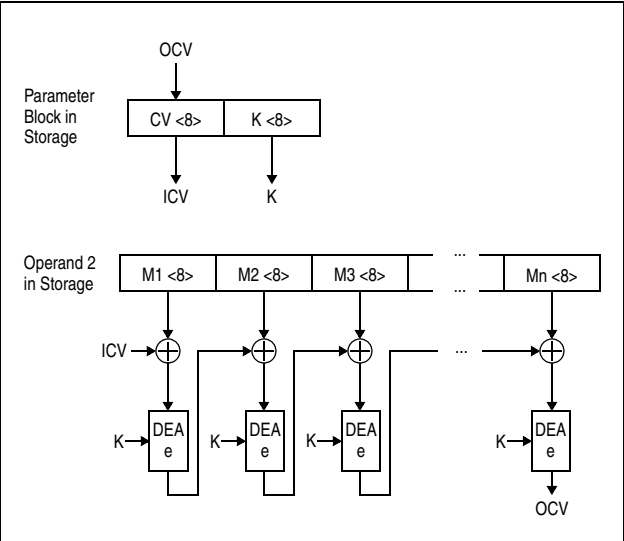 OCV
Parameter
Block in
Storage
CV <8> K <8>
ICV K
Operand 2
in Storage
M1 <8> M2 <8> M3 <8> ... ... Mn <8>
ICV ...
K DEA e K DEA e K DEA e K DEA e
OCV